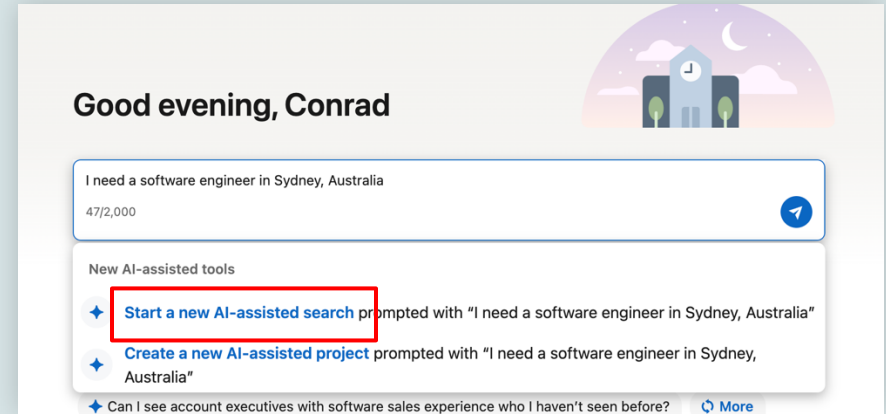 Good evening, Conrad
I need a software engineer in Sydney, Australia
47/2,000
New AI-assisted tools
Start a new AI-assisted search prompted with “I need a software engineer in Sydney, Australia”
Create a new AI-assisted project prompted with “I need a software engineer in Sydney,
Australia”
Can I see account executives with software sales experience who I haven’t seen before? More